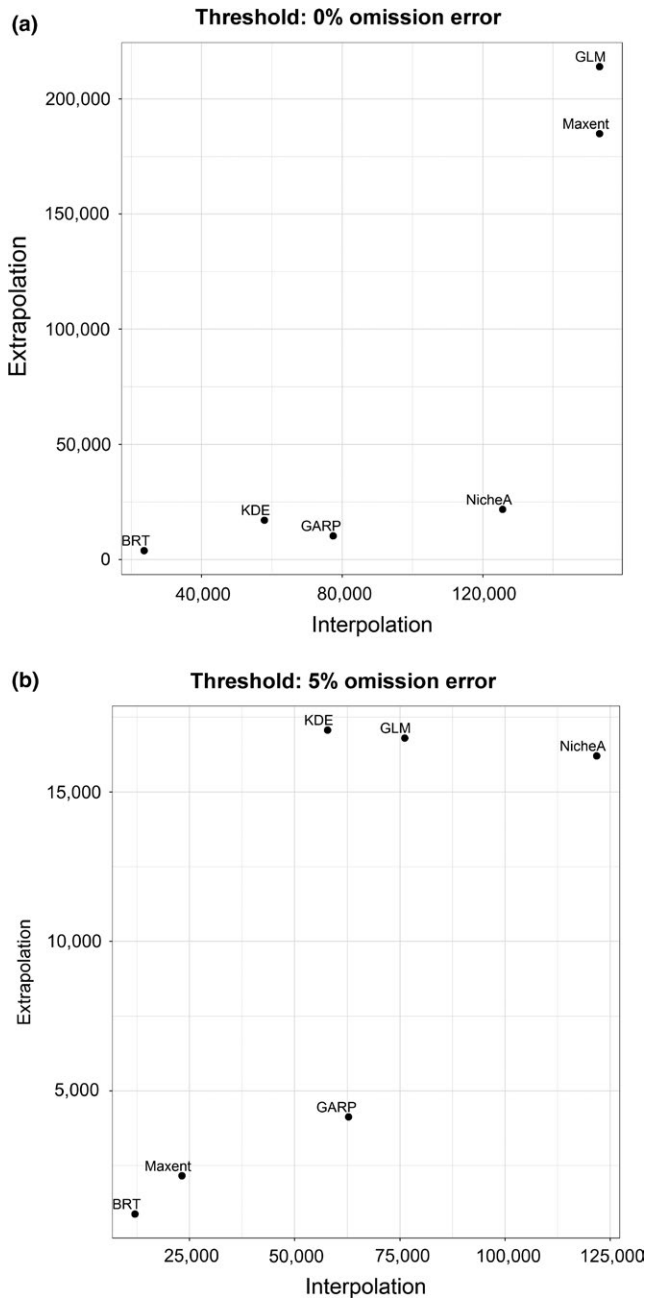 (a)
Threshold: 0% omission error
GLM
200,000
Maxent
150,000
Extrapolation
100,000
50,000
NicheA
KDE
GARP
BRT
0
40,000 80,000 120,000
Interpolation
(b)
Threshold: 5% omission error
KDE
GLM
NicheA
15,000
Extrapolation
10,000
5,000
GARP
Maxent
BRT
25,000 50,000 75,000 100,000 125,000
Interpolation